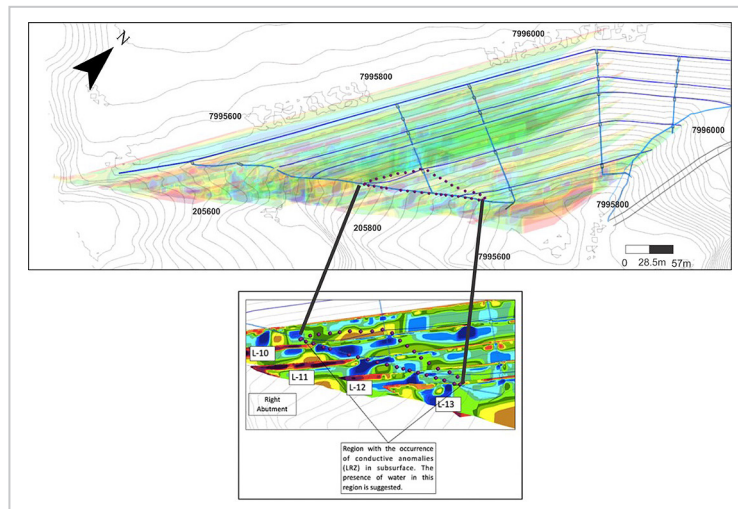 N
7996000
7995800
7995600
7996000
205600
205800
7995800
7995600
0 28.5m 57m
L-10
L-11
L-12
L-13
Right
Abutment
Region with the occurrence
of conductive anomalies
(LRZ) in subsurface. The
presence of water in this
region is suggested.